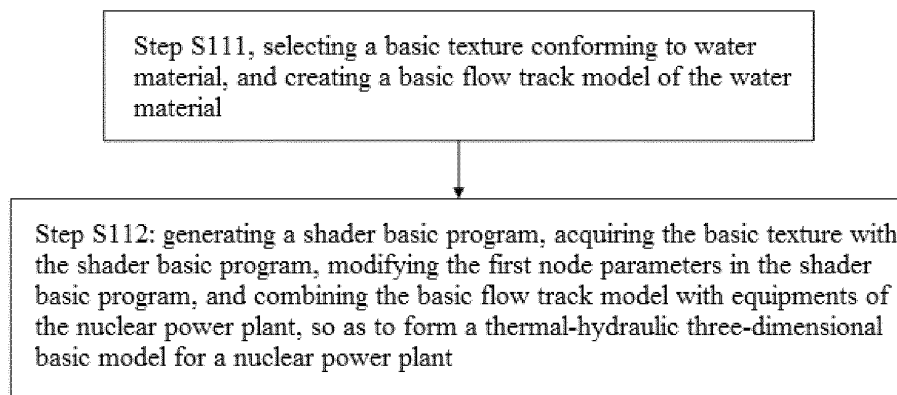 Step S111, selecting a basic texture conforming to water
material, and creating a basic flow track model of the water
material
Step S112: generating a shader basic program, acquiring the basic texture with
the shader basic program, modifying the first node parameters in the shader
basic program, and combining the basic flow track model with equipments of
the nuclear power plant, so as to form a thermal-hydraulic three-dimensional
basic model for a nuclear power plant